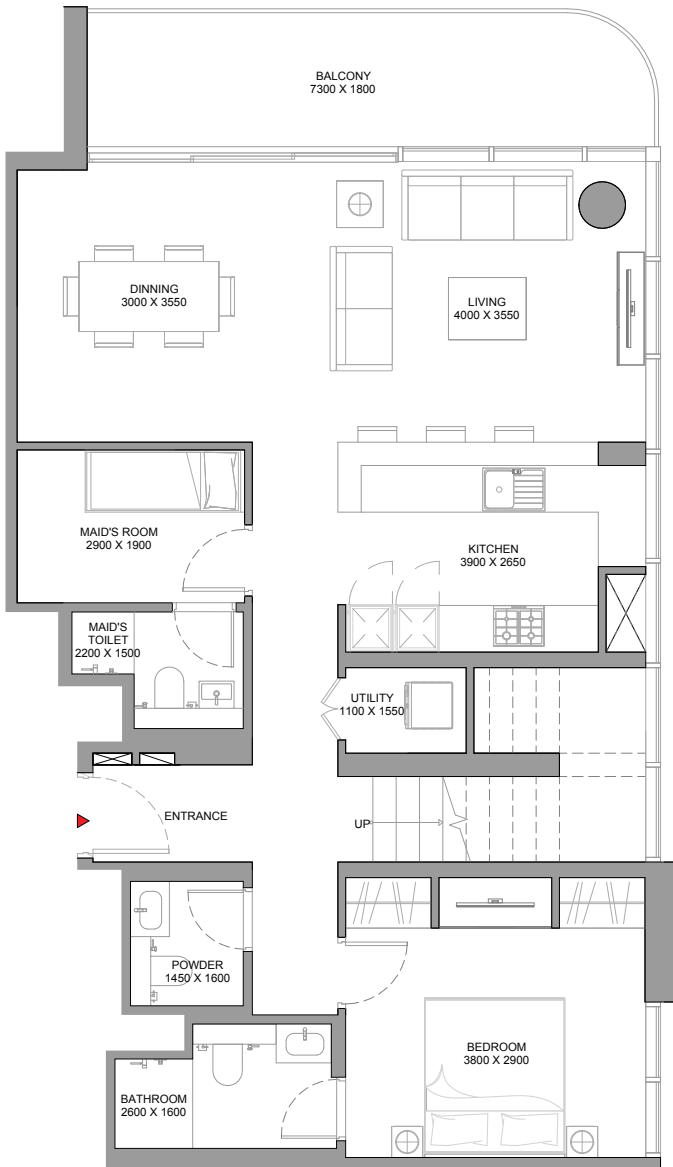 BALCONY
7300 X 1800
DINNING
3000 X 3550
LIVING
4000 X 3550
MAID'S ROOM
2900 X 1900
KITCHEN
3900 X 2650
MAID'S
TOILET
2200 X 1500
UTILITY
1100 X 1550
ENTRANCE
UP
POWDER
1450 X 1600
BEDROOM
3800 X 2900
BATHROOM
2600 X 1600